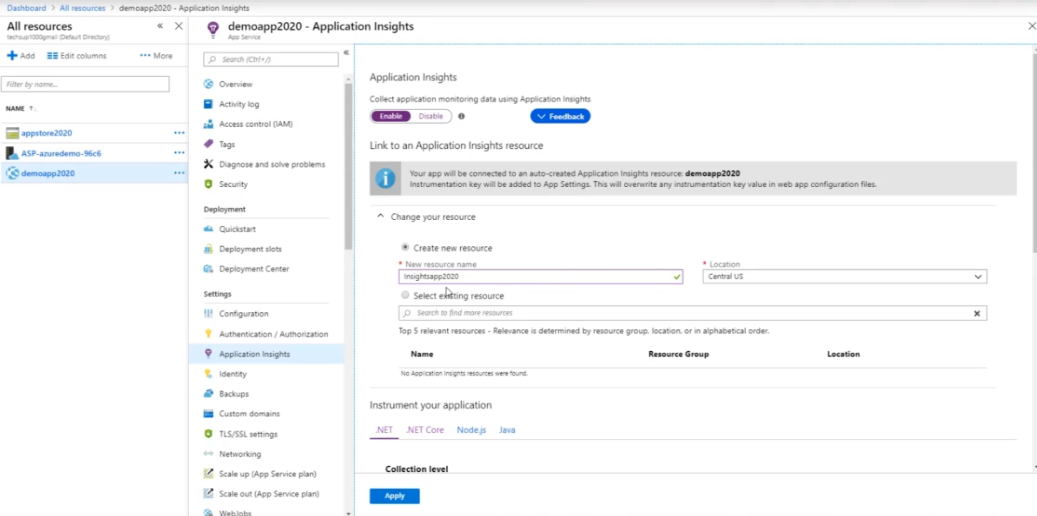 Dashboard > All resources > demoapp2020 - Application Insights
All resources
techsup1000gmail (Default Directory)
Add Edit columns ··· More
Filter by name...
NAME ↑↓
appstore2020 ···
ASP-azuredemo-96c6 ···
demoapp2020 ···
demoapp2020 - Application Insights
App Service
Search (Ctrl+/)
Overview
Activity log
Access control (IAM)
Tags
Diagnose and solve problems
Security
Deployment
Quickstart
Deployment slots
Deployment Center
Settings
Configuration
Authentication / Authorization
Application Insights
Identity
Backups
Custom domains
TLS/SSL settings
Networking
Scale up (App Service plan)
Scale out (App Service plan)
WebJobs
Application Insights
Collect application monitoring data using Application Insights
Enable Disable Feedback
Link to an Application Insights resource
Your app will be connected to an auto-created Application Insights resource: demoapp2020
Instrumentation key will be added to App Settings. This will overwrite any instrumentation key value in web app configuration files.
Change your resource
Create new resource
* New resource name * Location
Insightsapp2020 Central US
Select existing resource
Search to find more resources
Top 5 relevant resources - Relevance is determined by resource group, location, or in alphabetical order.
Name Resource Group Location
No Application Insights resources were found.
Instrument your application
.NET .NET Core Node.js Java
Collection level
Apply